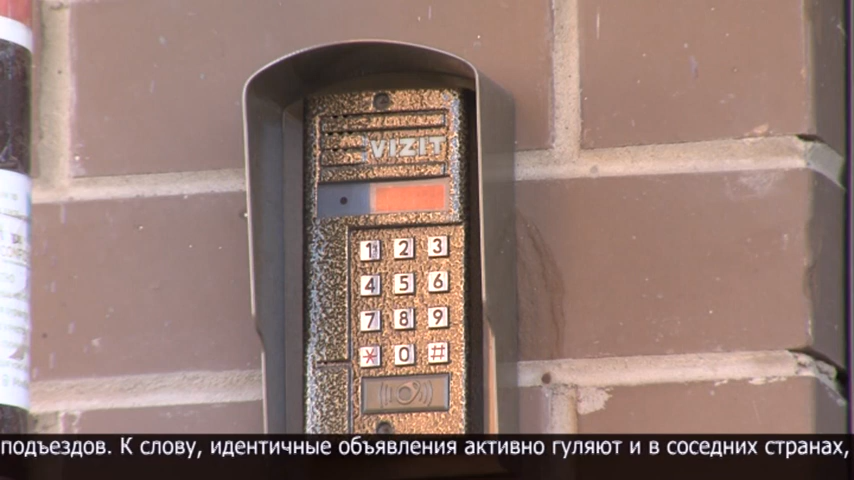 VIZIT
1 2 3
4 5 6
7 8 9
* 0 #
подъездов. К слову, идентичные объявления активно гуляют и в соседних странах,